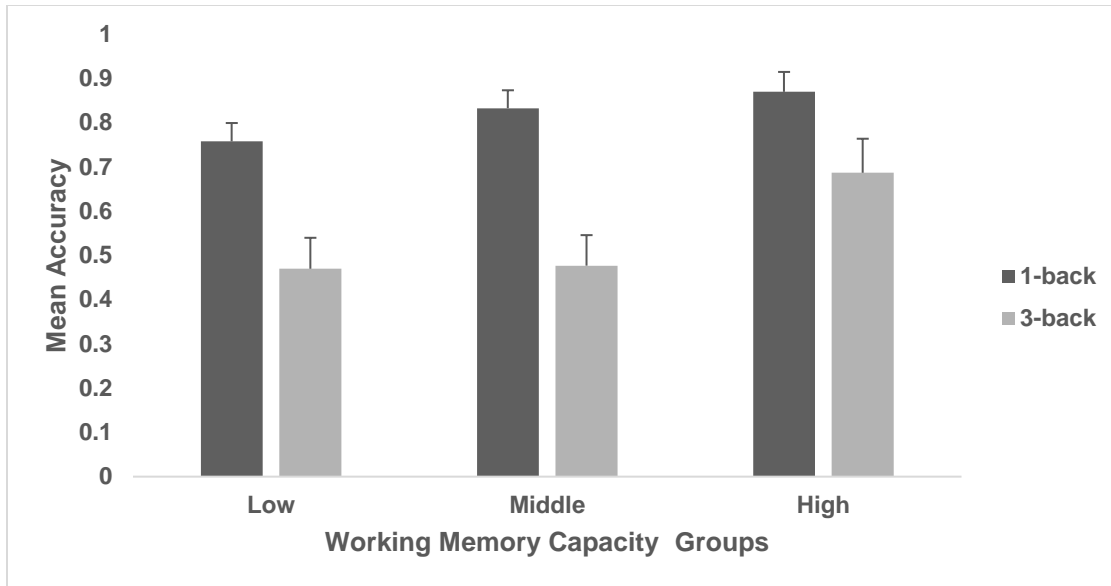 1
0.9
0.8
0.7
0.6
0.5
0.4
0.3
0.2
0.1
0
Mean Accuracy
Low Middle High
Working Memory Capacity Groups
1-back
3-back